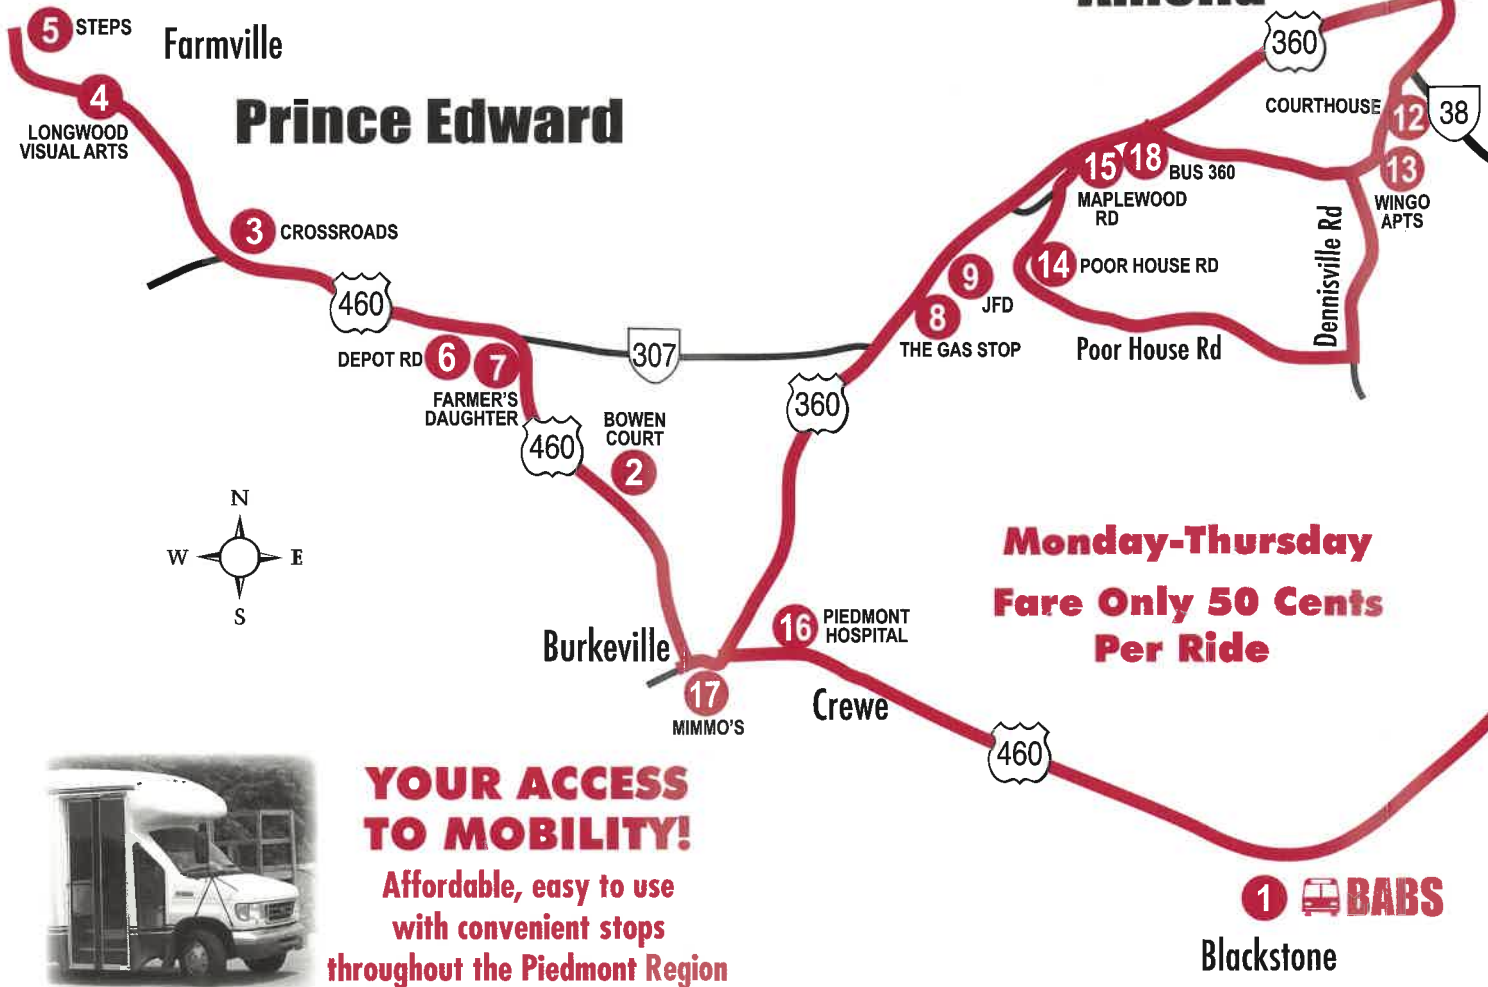 Amelia
5 STEPS
Farmville
360
4
LONGWOOD
VISUAL ARTS
Prince Edward
COURTHOUSE 12
38
15 18 BUS 360
MAPLEWOOD
RD
13
WINGO
APTS
3 CROSSROADS
14 POOR HOUSE RD
Dennisville Rd
9
JFD
460
8
THE GAS STOP
Poor House Rd
307
DEPOT RD 6
7
FARMER'S
DAUGHTER
360
BOWEN
COURT
2
460
N
W E
S
Monday-Thursday
Fare Only 50 Cents
Per Ride
16 PIEDMONT
HOSPITAL
Burkeville
17
MIMMO'S
Crewe
460
YOUR ACCESS
TO MOBILITY!
Affordable, easy to use
with convenient stops
throughout the Piedmont Region
1 BABS
Blackstone